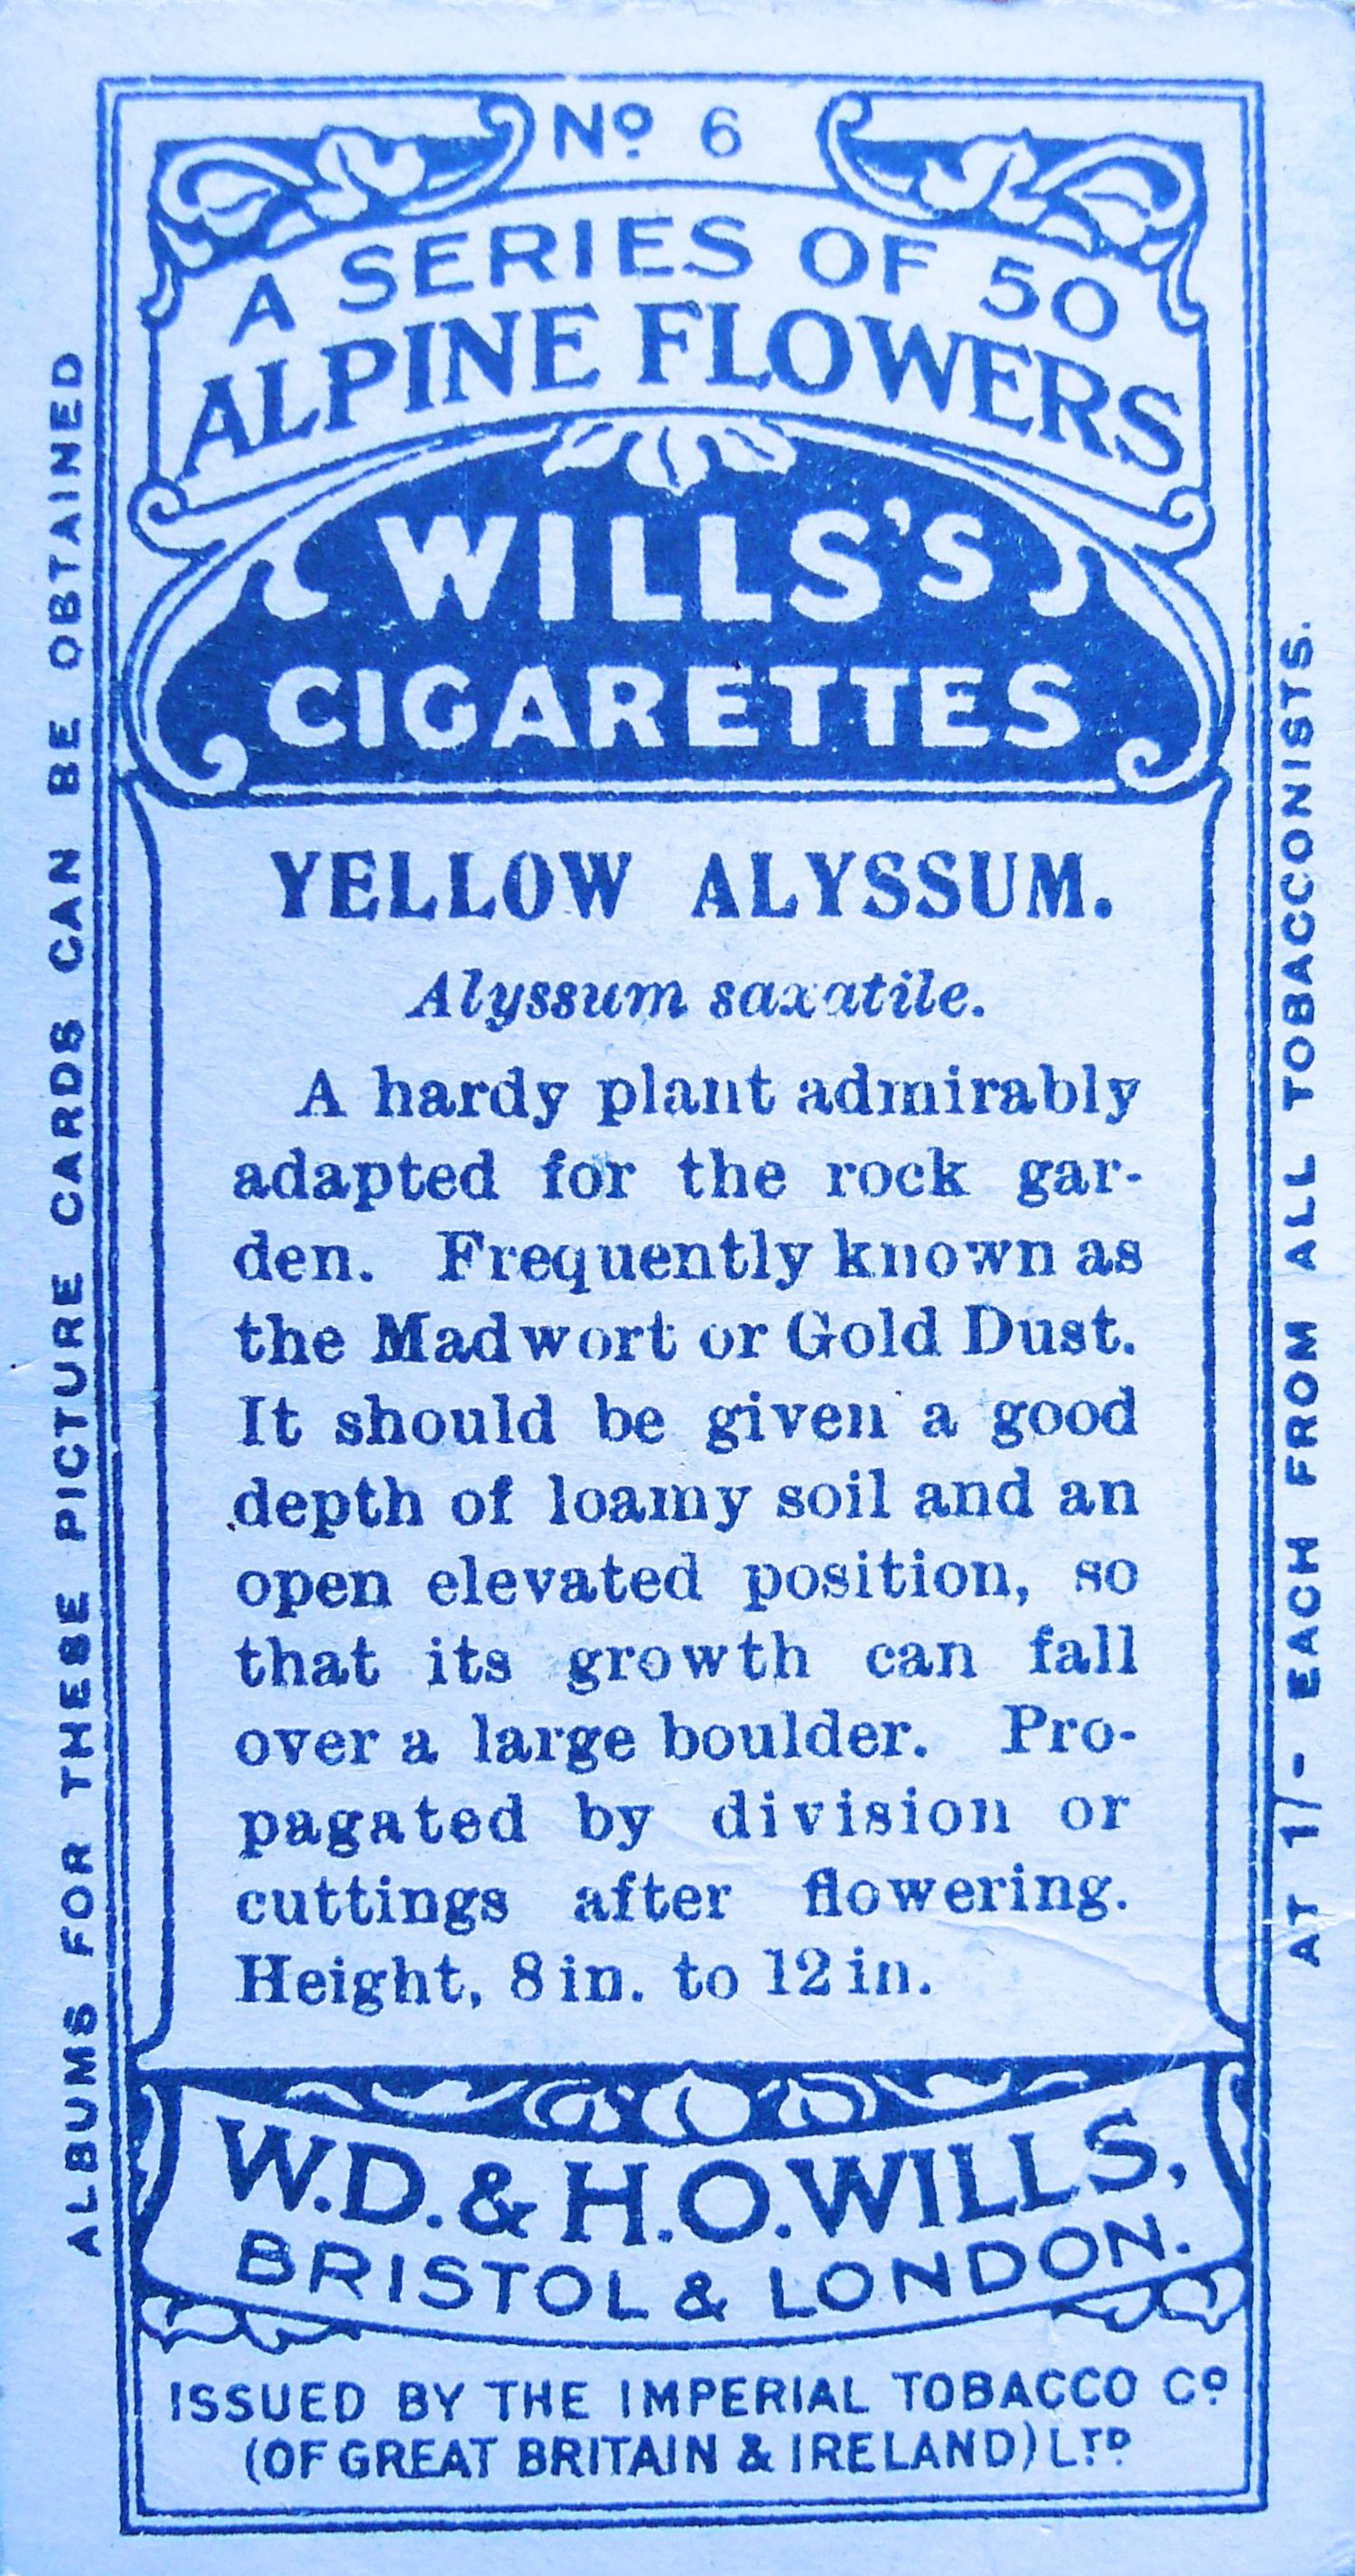 Nº 6
A SERIES OF 50
ALPINE FLOWERS
WILLS'S
CIGARETTES
YELLOW ALYSSUM.
Alyssum saxatile.
A hardy plant admirably
adapted for the rock gar-
den. Frequently known as
the Madwort or Gold Dust.
It should be given a good
depth of loamy soil and an
open elevated position, so
that its growth can fall
over a large boulder. Pro-
pagated by division or
cuttings after flowering.
Height, 8 in. to 12 in.
W.D. & H.O. WILLS,
BRISTOL & LONDON.
ISSUED BY THE IMPERIAL TOBACCO Cº
(OF GREAT BRITAIN & IRELAND) LTD
ALBUMS FOR THESE PICTURE CARDS CAN BE OBTAINED
AT 1/- EACH FROM ALL TOBACCONISTS.